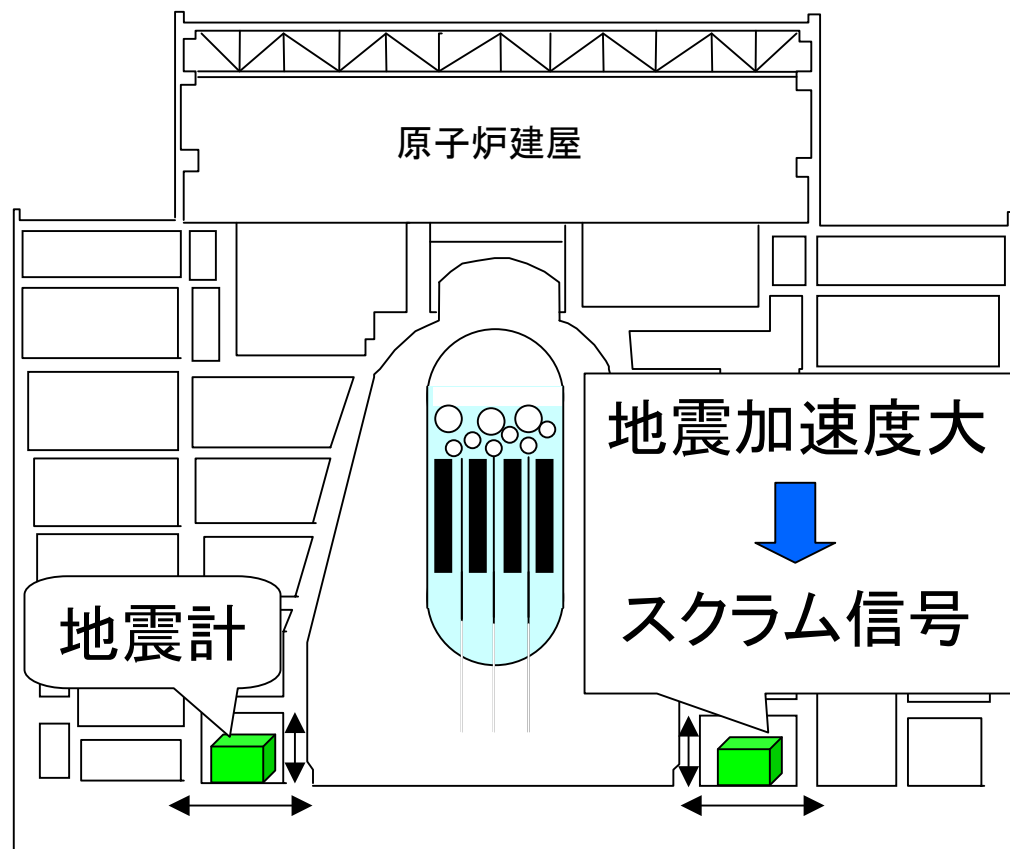 原子炉建屋
地震加速度大
スクラム信号
地震計